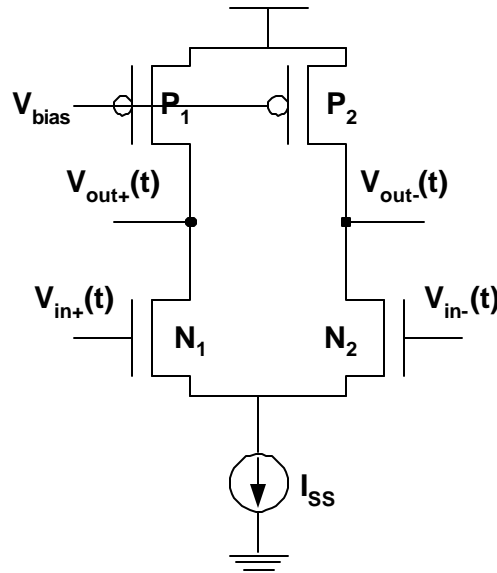 V_bias
P_1
P_2
V_out+(t)
V_out-(t)
V_in+(t)
V_in-(t)
N_1
N_2
I_SS